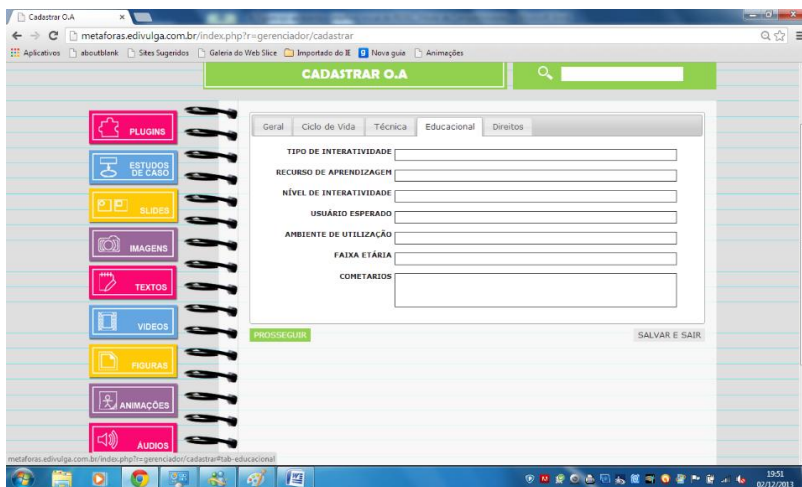 Cadastrar O.A
metaforas.edivulga.com.br/index.php?r=gerenciador/cadastrar
Aplicativos aboutblank Sites Sugeridos Galeria do Web Slice Importado do IE Nova guia Animações
CADASTRAR O.A
PLUGINS
ESTUDOS
DE CASO
SLIDES
IMAGENS
TEXTOS
VIDEOS
FIGURAS
ANIMAÇÕES
ÁUDIOS
Geral Ciclo de Vida Técnica Educacional Direitos
TIPO DE INTERATIVIDADE
RECURSO DE APRENDIZAGEM
NÍVEL DE INTERATIVIDADE
USUÁRIO ESPERADO
AMBIENTE DE UTILIZAÇÃO
FAIXA ETÁRIA
COMETARIOS
PROSSEGUIR SALVAR E SAIR
metaforas.edivulga.com.br/index.php?r=gerenciador/cadastrar#tab-educacional
19:51
02/12/2013